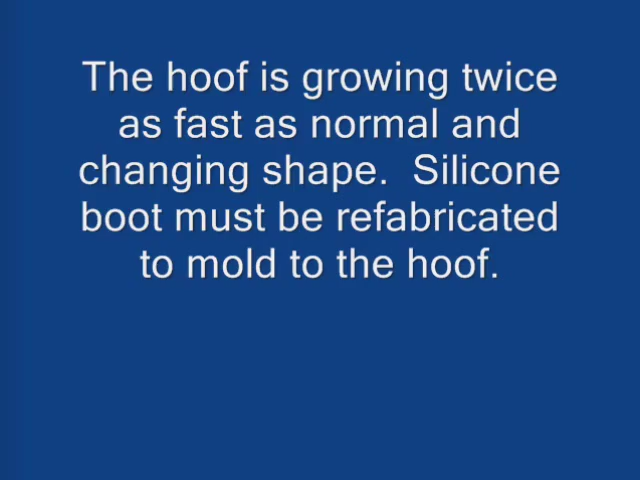 The hoof is growing twice
as fast as normal and
changing shape.  Silicone
boot must be refabricated
to mold to the hoof.